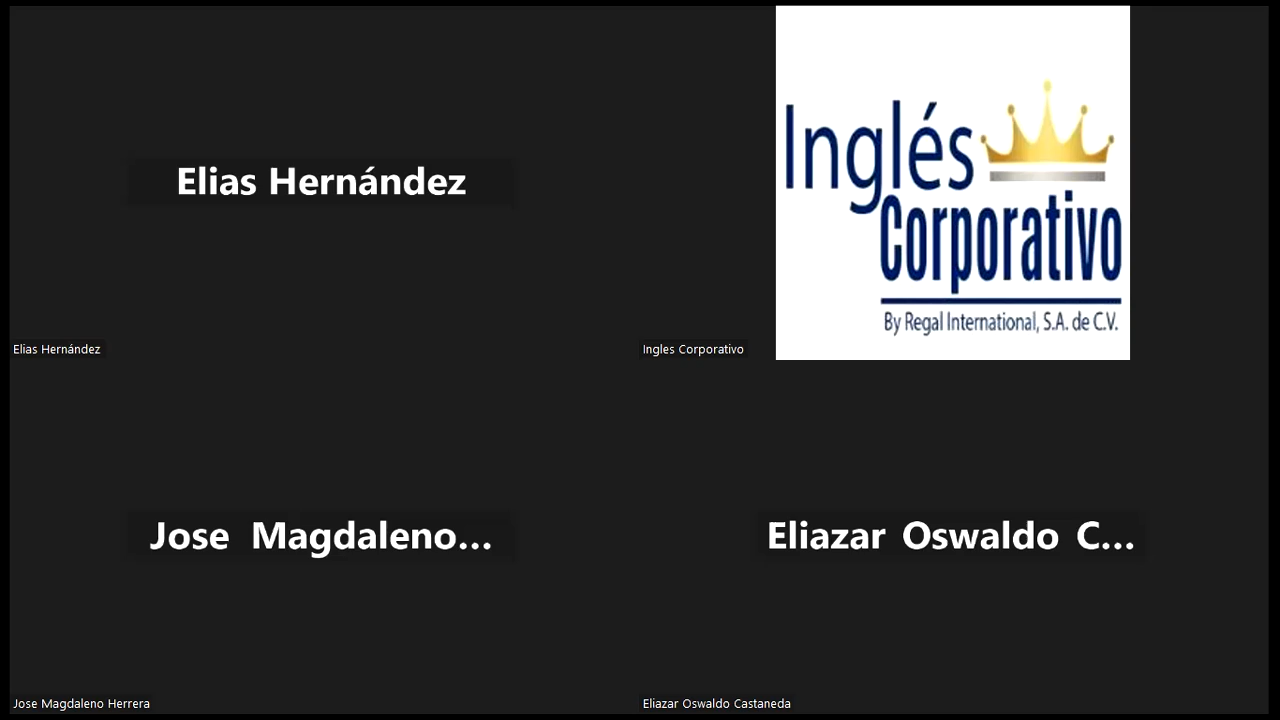 Elias Hernández
Elias Hernández
Inglés
Corporativo
By Regal International, S.A. de C.V.
Ingles Corporativo
Jose Magdaleno...
Jose Magdaleno Herrera
Eliazar Oswaldo C...
Eliazar Oswaldo Castaneda